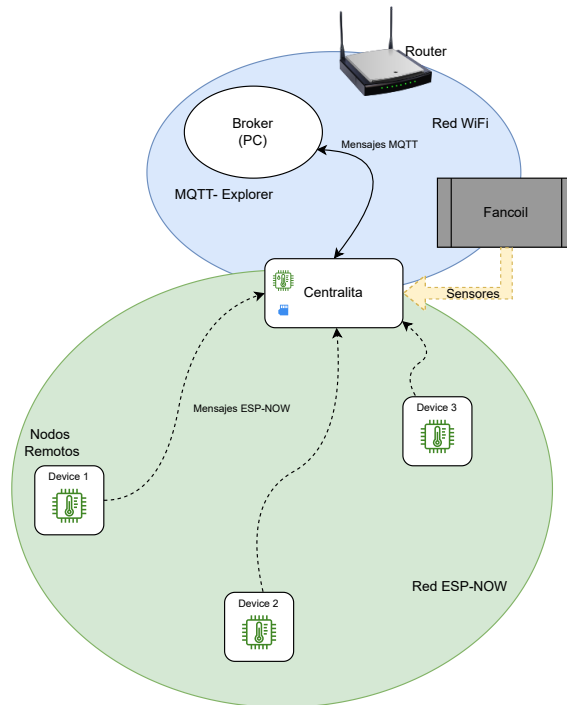 Router
Broker
(PC)
Red WiFi
Mensajes MQTT
MQTT- Explorer
Fancoil
Centralita
Sensores
Mensajes ESP-NOW
Device 3
Nodos
Remotos
Device 1
Device 2
Red ESP-NOW